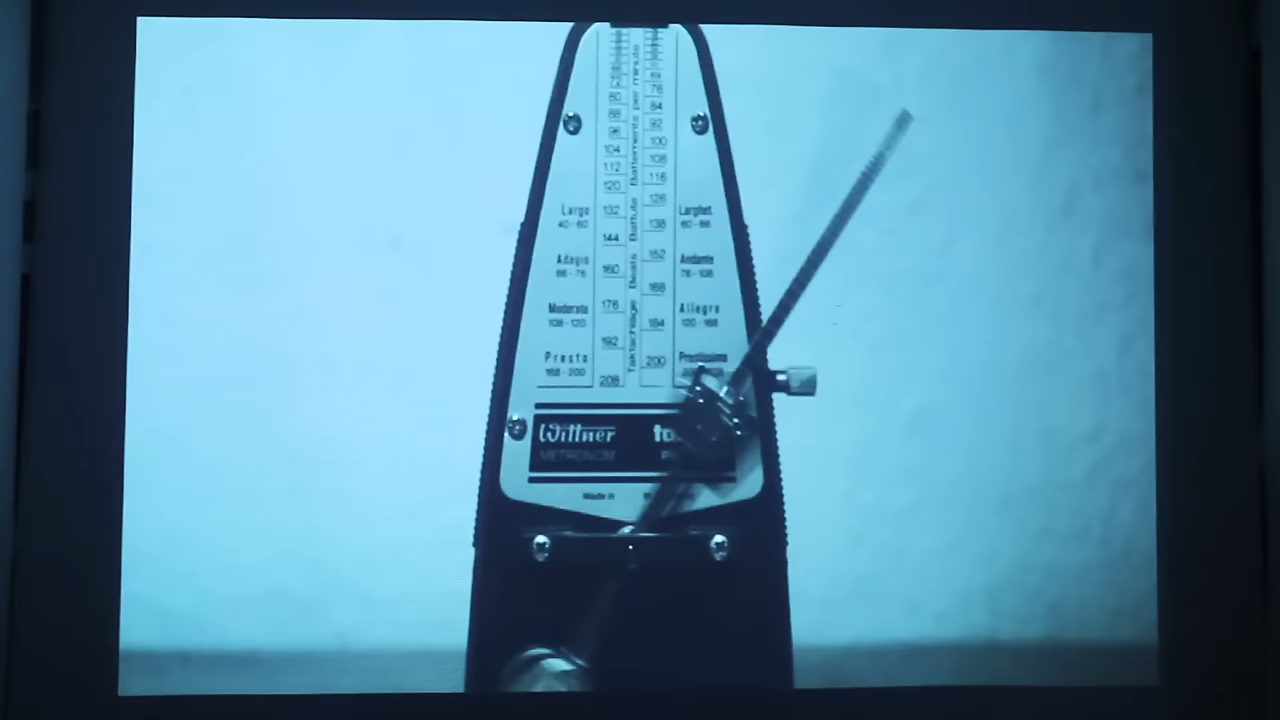 69
76
80
84
88
92
96
100
104
108
112
116
120
126
132
138
144
152
160
168
176
184
192
200
208
Taktschläge Beats Battute Battements per minute
Largo
40-60
Larghet.
60-66
Adagio
66-76
Andante
76-108
Moderato
108-120
Allegro
120-168
Presto
168-200
Prestissimo
Wittner
METRONOM
Made in